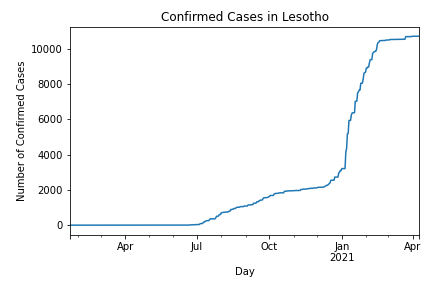 Confirmed Cases in Lesotho
Number of Confirmed Cases
10000
8000
6000
4000
2000
0
Apr
Jul
Oct
Jan
2021
Apr
Day